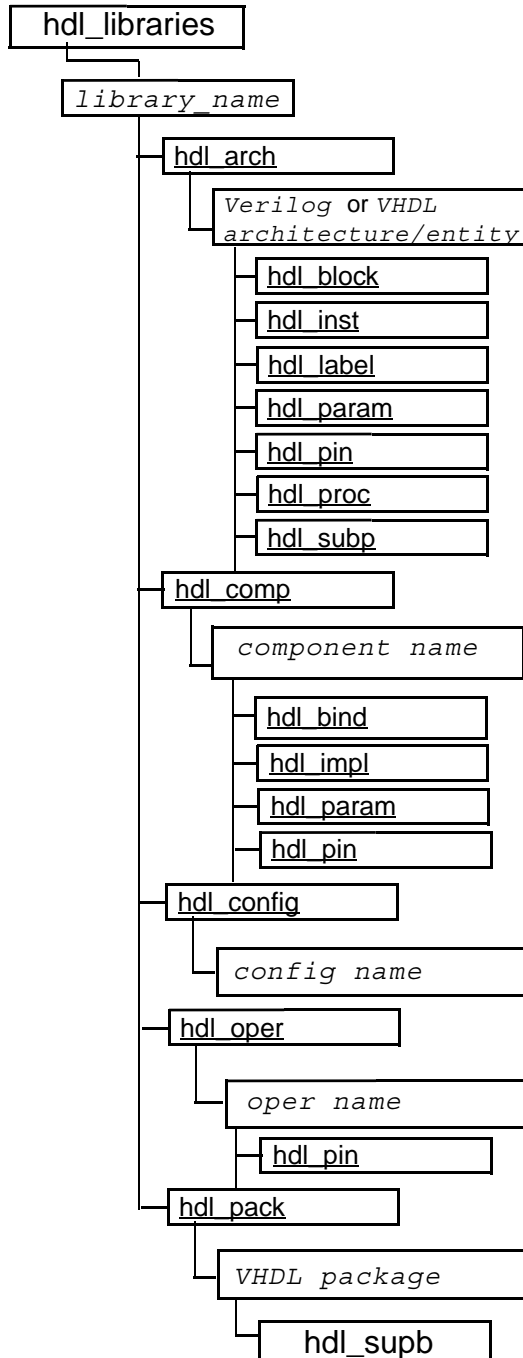 hdl_libraries
library_name
hdl_arch
Verilog or VHDL
architecture/entity
hdl_block
hdl_inst
hdl_label
hdl_param
hdl_pin
hdl_proc
hdl_subp
hdl_comp
component name
hdl_bind
hdl_impl
hdl_param
hdl_pin
hdl_config
config name
hdl_oper
oper name
hdl_pin
hdl_pack
VHDL package
hdl_supb